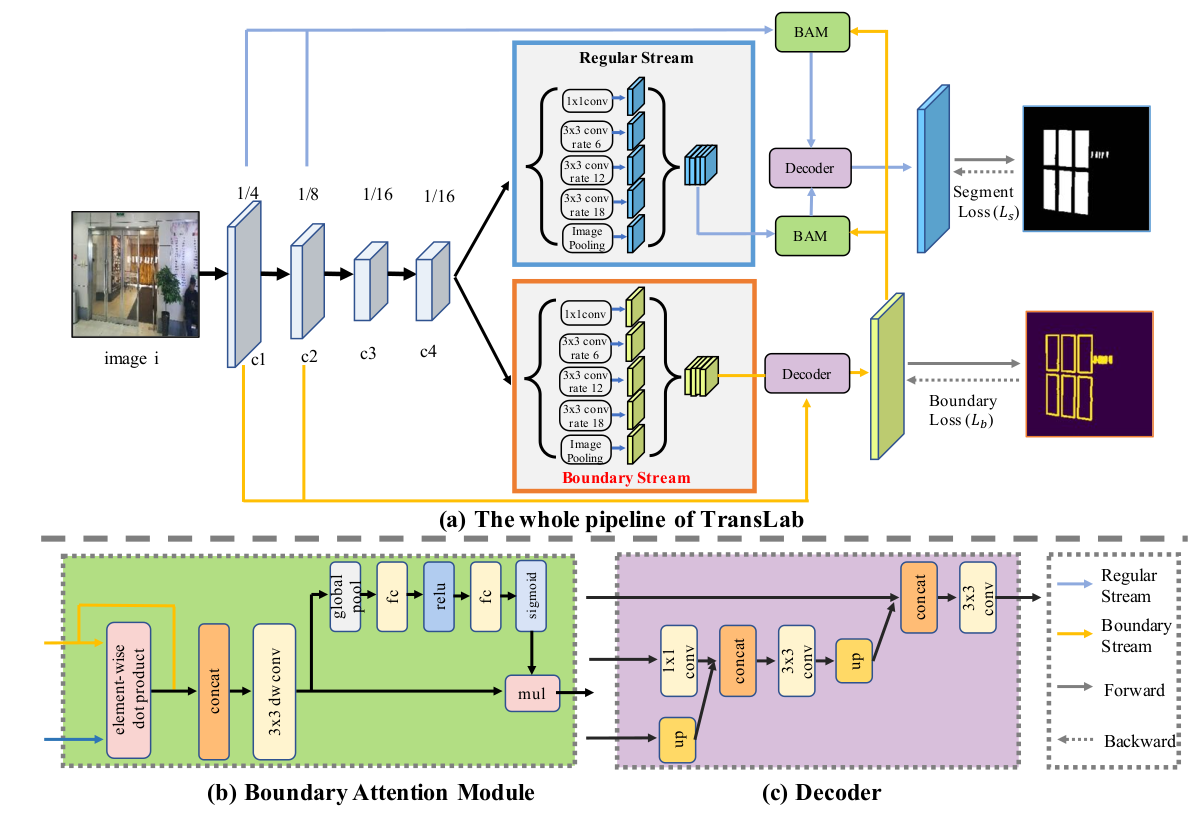 BAM
Regular Stream
1x1conv
3x3 conv
rate 6
3x3 conv
rate 12
3x3 conv
rate 18
Image
Pooling
Decoder
BAM
Segment
Loss (Lₛ)
1/4
1/8
1/16
1/16
image i
c1
c2
c3
c4
1x1conv
3x3 conv
rate 6
3x3 conv
rate 12
3x3 conv
rate 18
Image
Pooling
Boundary Stream
Decoder
Boundary
Loss (L_b)
(a) The whole pipeline of TransLab
element-wise
dot product
concat
3x3 dw conv
global
pool
fc
relu
fc
sigmoid
mul
(b) Boundary Attention Module
1x1
conv
up
concat
3x3
conv
up
concat
3x3
conv
(c) Decoder
Regular
Stream
Boundary
Stream
Forward
Backward